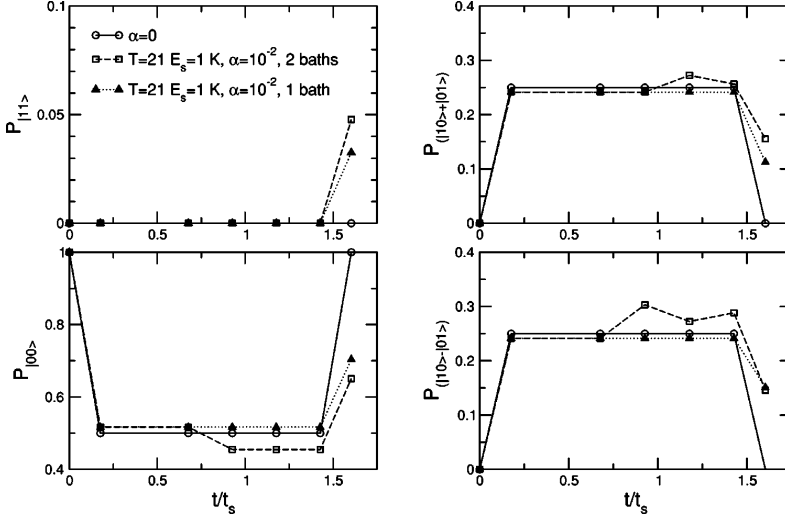 0.1
α=0
T=21 E_s=1 K, α=10^-2, 2 baths
T=21 E_s=1 K, α=10^-2, 1 bath
0.05
P_|11>
0
0 0.5 1 1.5
0.4
0.3
0.2
0.1
0
P_(|10>+|01>)
0 0.5 1 1.5
1
0.8
0.6
0.4
P_|00>
0 0.5 1 1.5
t/t_s
0.4
0.3
0.2
0.1
0
P_(|10>-|01>)
0 0.5 1 1.5
t/t_s